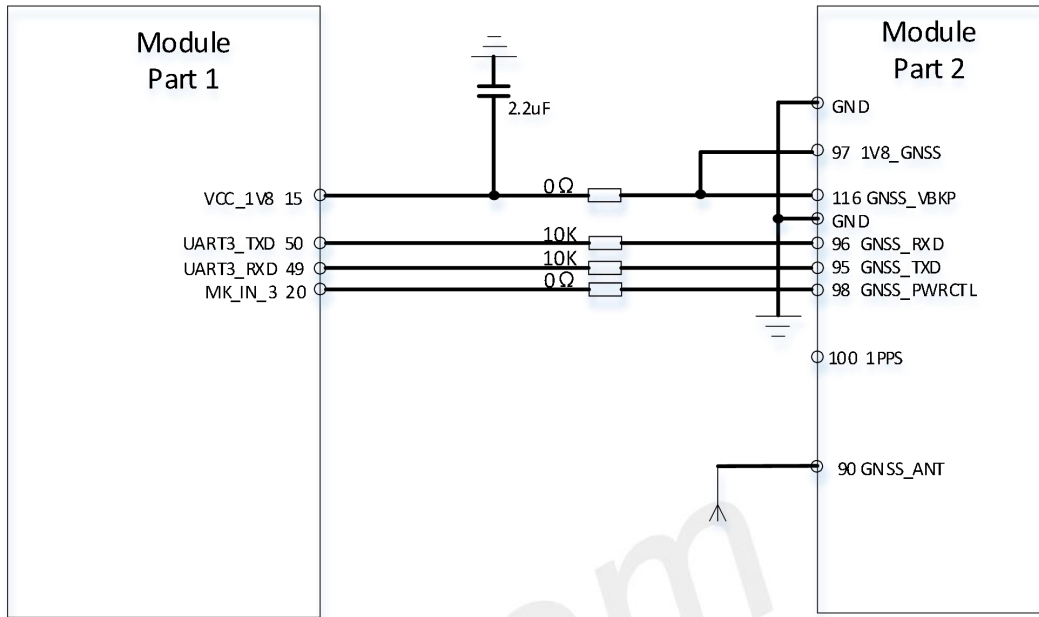 Module
Part 1
Module
Part 2
2.2uF
GND
97 1V8_GNSS
VCC_1V8 15
0Ω
116 GNSS_VBKP
GND
UART3_TXD 50
10K
96 GNSS_RXD
UART3_RXD 49
10K
95 GNSS_TXD
MK_IN_3 20
0Ω
98 GNSS_PWRCTL
100 1PPS
90 GNSS_ANT
om